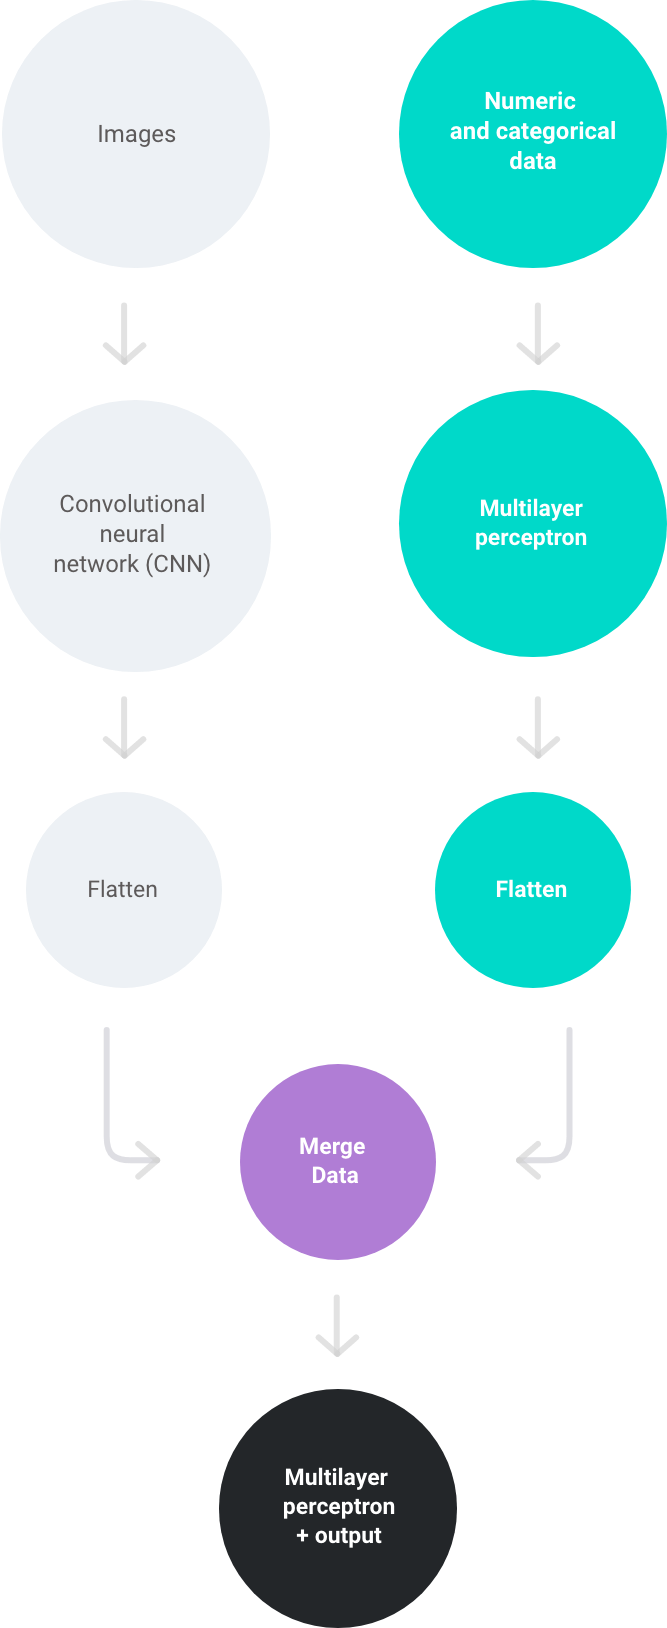 Images
Numeric
and categorical
data
Convolutional
neural
network (CNN)
Multilayer
perceptron
Flatten
Flatten
Merge
Data
Multilayer
perceptron
+ output